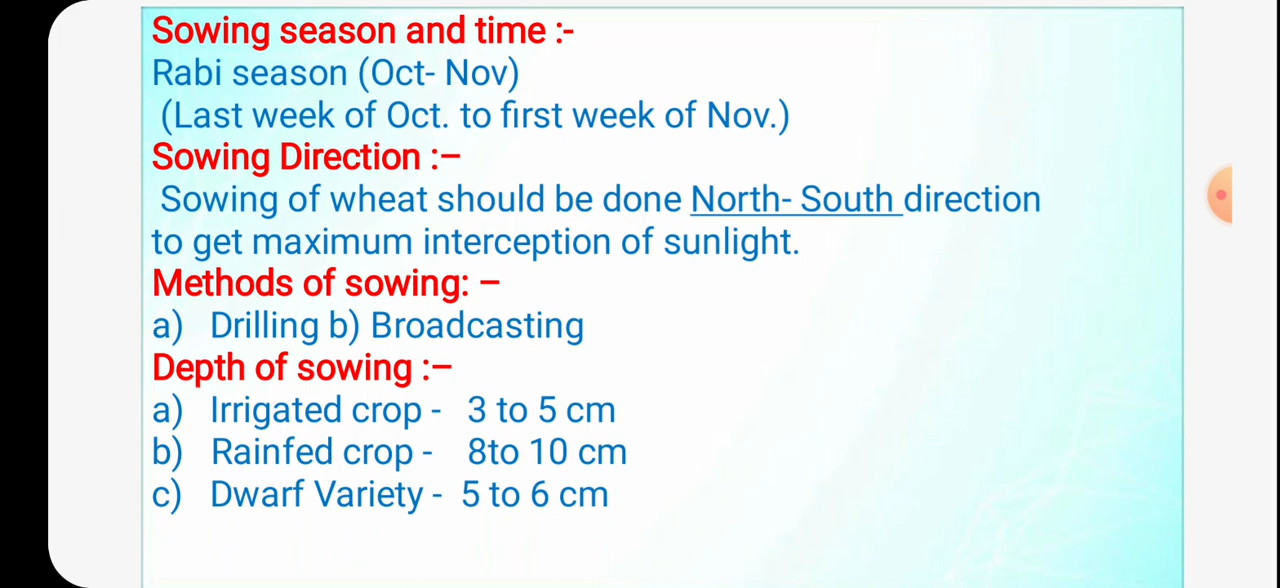 Sowing season and time :-
Rabi season (Oct- Nov)
(Last week of Oct. to first week of Nov.)
Sowing Direction :–
Sowing of wheat should be done North- South direction
to get maximum interception of sunlight.
Methods of sowing: –
a) Drilling b) Broadcasting
Depth of sowing :–
a) Irrigated crop - 3 to 5 cm
b) Rainfed crop - 8to 10 cm
c) Dwarf Variety - 5 to 6 cm